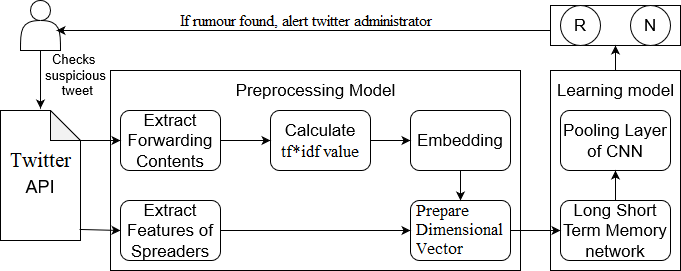 If rumour found, alert twitter administrator
R
N
Checks
suspicious
tweet
Preprocessing Model
Learning model
Twitter
API
Extract
Forwarding
Contents
Calculate
tf*idf value
Embedding
Pooling Layer
of CNN
Extract
Features of
Spreaders
Prepare
Dimensional
Vector
Long Short
Term Memory
network